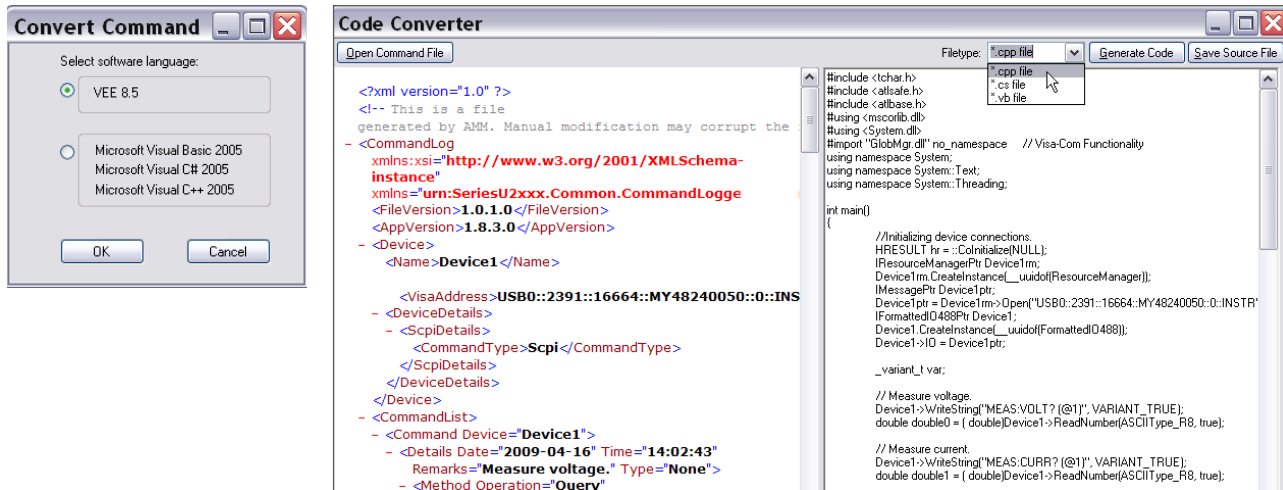 Convert Command
Select software language:
VEE 8.5
Microsoft Visual Basic 2005
Microsoft Visual C# 2005
Microsoft Visual C++ 2005
OK
Cancel
Code Converter
Open Command File
Filetype:
*.cpp file
Generate Code
Save Source File
*.cpp file
*.cs file
*.vb file
<?xml version="1.0" ?>
<!-- This is a file
generated by AMM. Manual modification may corrupt the
- <CommandLog
xmlns:xsi="http://www.w3.org/2001/XMLSchema-
instance"
xmlns="urn:SeriesU2xxx.Common.CommandLogge
<FileVersion>1.0.1.0</FileVersion>
<AppVersion>1.8.3.0</AppVersion>
- <Device>
<Name>Device1</Name>
<VisaAddress>USB0::2391::16664::MY48240050::0::INS
- <DeviceDetails>
- <ScpiDetails>
<CommandType>Scpi</CommandType>
</ScpiDetails>
</DeviceDetails>
</Device>
- <CommandList>
- <Command Device="Device1">
- <Details Date="2009-04-16" Time="14:02:43"
Remarks="Measure voltage." Type="None">
- <Method Operation="Query"
#include <tchar.h>
#include <atlsafe.h>
#include <atlbase.h>
#using <mscorlib.dll>
#using <System.dll>
#import "GlobMgr.dll" no_namespace // Visa-Com Functionality
using namespace System;
using namespace System::Text;
using namespace System::Threading;
int main()
{
//Initializing device connections.
HRESULT hr = ::CoInitialize(NULL);
IResourceManagerPtr Device1rm;
Device1rm.CreateInstance(__uuidof(ResourceManager));
IMessagePtr Device1ptr;
Device1ptr = Device1rm->Open("USB0::2391::16664::MY48240050::0::INSTR"
IFormattedIO488Ptr Device1;
Device1.CreateInstance(__uuidof(FormattedIO488));
Device1->IO = Device1ptr;
_variant_t var;
// Measure voltage.
Device1->WriteString("MEAS:VOLT? (@1)", VARIANT_TRUE);
double double0 = ( double)Device1->ReadNumber(ASCIIType_R8, true);
// Measure current.
Device1->WriteString("MEAS:CURR? (@1)", VARIANT_TRUE);
double double1 = ( double)Device1->ReadNumber(ASCIIType_R8, true);